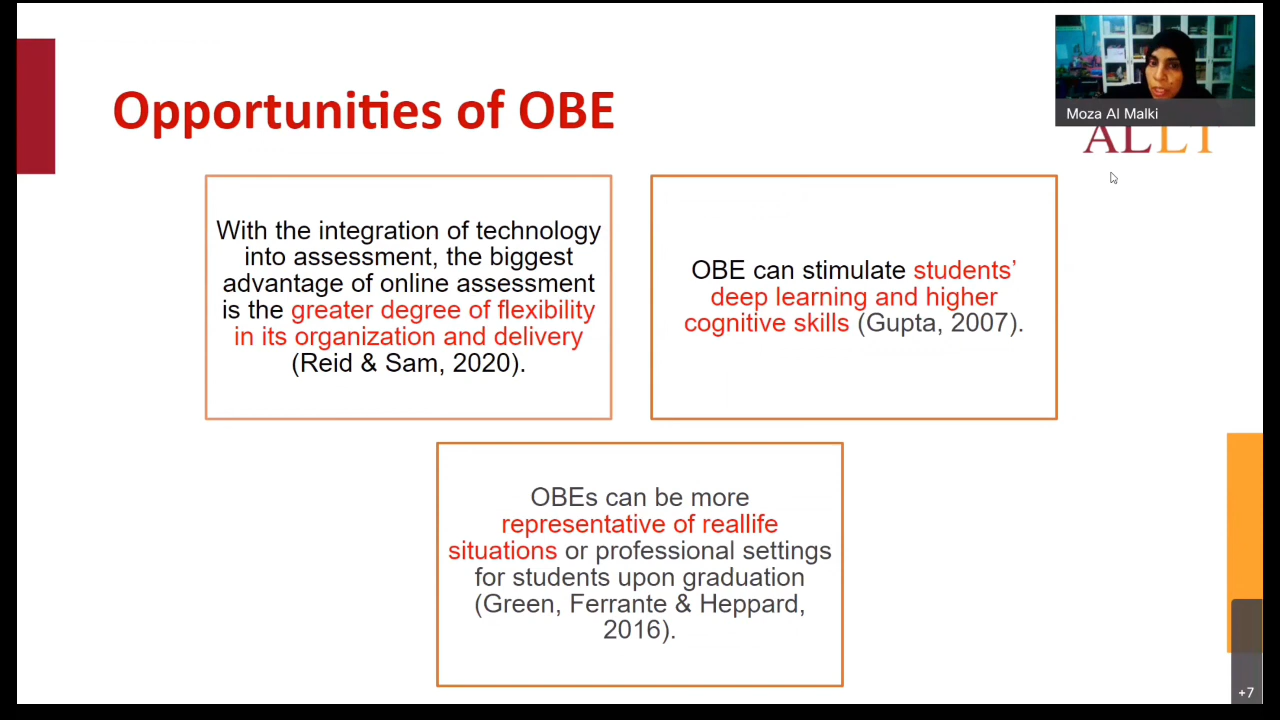 Opportunities of OBE
Moza Al Malki
ALLT
With the integration of technology
into assessment, the biggest
advantage of online assessment
is the greater degree of flexibility
in its organization and delivery
(Reid & Sam, 2020).
OBE can stimulate students’
deep learning and higher
cognitive skills (Gupta, 2007).
OBEs can be more
representative of reallife
situations or professional settings
for students upon graduation
(Green, Ferrante & Heppard,
2016).
+7